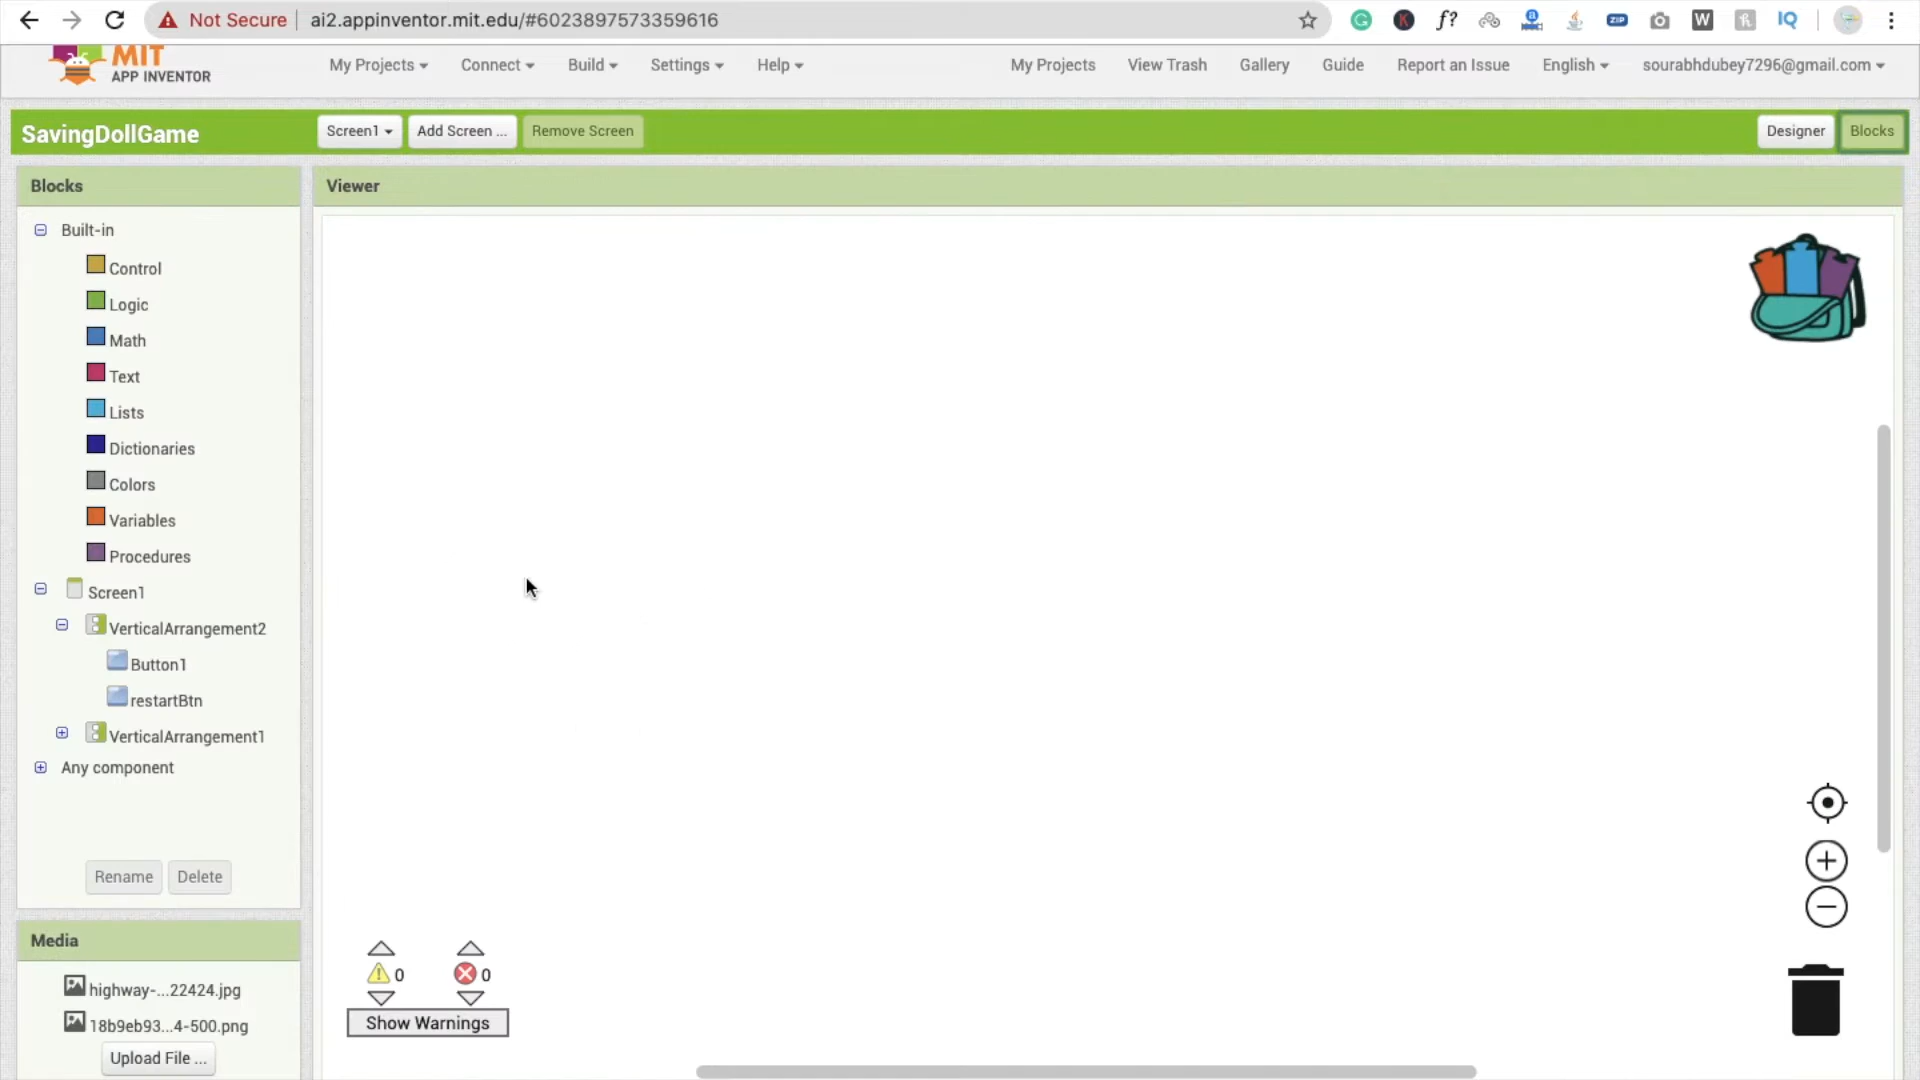 Not Secure
ai2.appinventor.mit.edu/#6023897573359616
MIT
APP INVENTOR
My Projects
Connect
Build
Settings
Help
My Projects
View Trash
Gallery
Guide
Report an Issue
English
sourabhdubey7296@gmail.com
SavingDollGame
Screen1
Add Screen ...
Remove Screen
Designer
Blocks
Blocks
Viewer
Built-in
Control
Logic
Math
Text
Lists
Dictionaries
Colors
Variables
Procedures
Screen1
VerticalArrangement2
Button1
restartBtn
VerticalArrangement1
Any component
Rename
Delete
Media
highway-...22424.jpg
18b9eb93...4-500.png
Upload File ...
0
0
Show Warnings
G
K
f?
a
ZIP
W
IQ